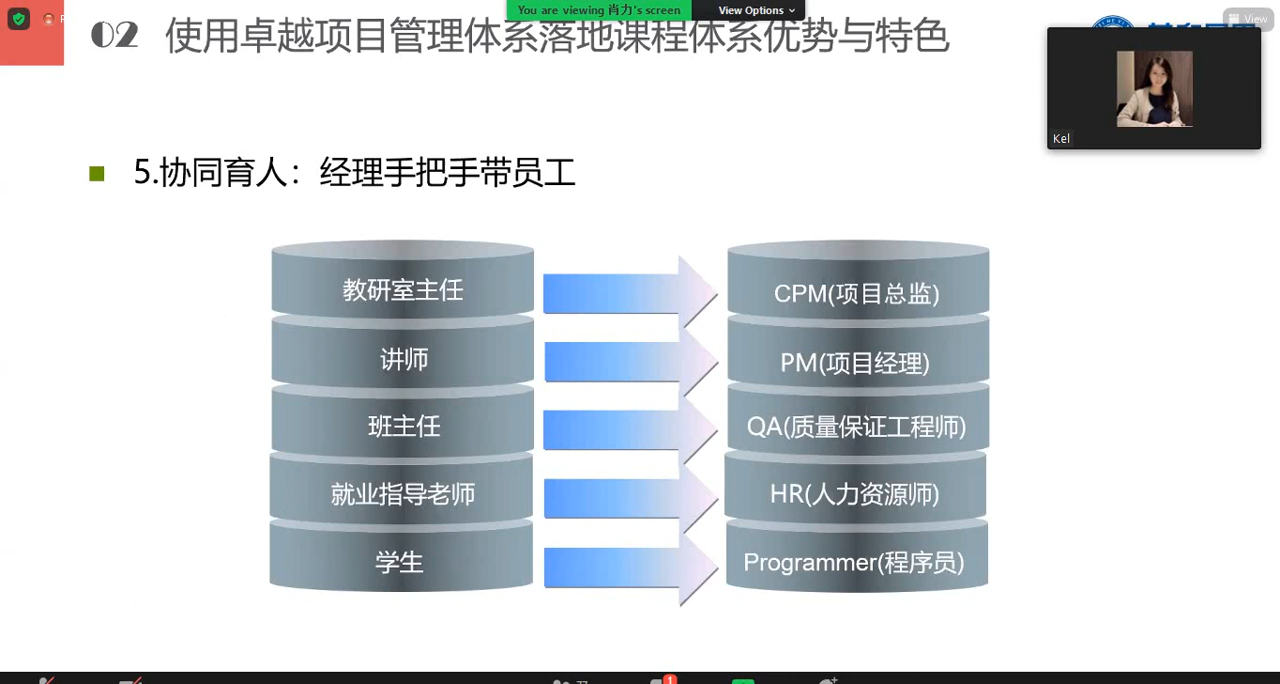 You are viewing 肖力's screen
View Options
View
02 使用卓越项目管理体系落地课程体系优势与特色
Kel
5.协同育人：经理手把手带员工
教研室主任
CPM(项目总监)
讲师
PM(项目经理)
班主任
QA(质量保证工程师)
就业指导老师
HR(人力资源师)
学生
Programmer(程序员)
1